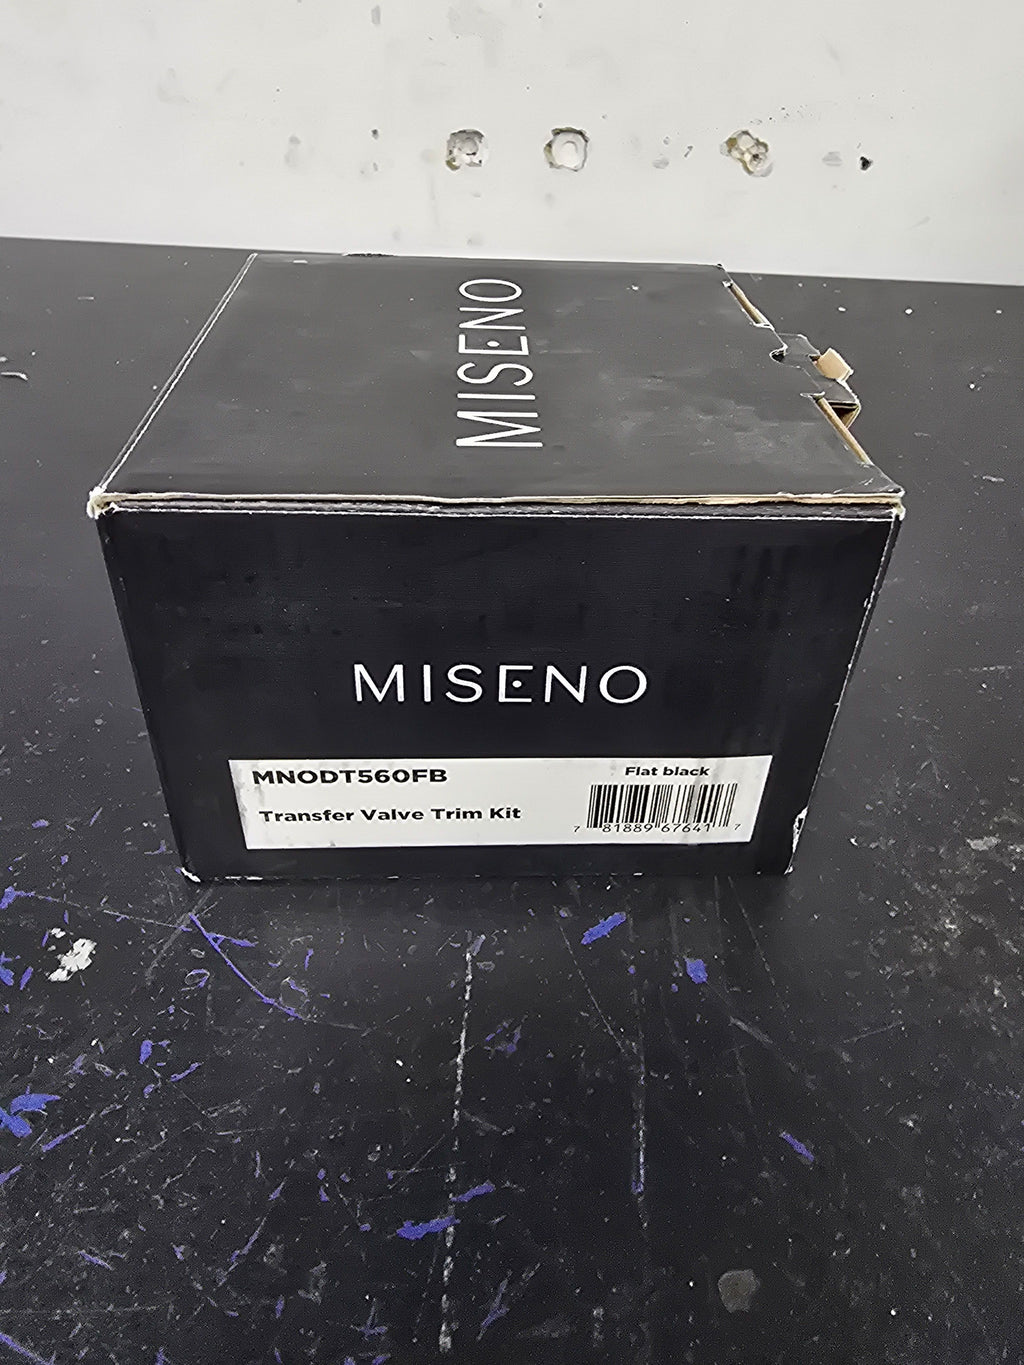 MISENO
MISENO
MNODT560FB
Flat black
Transfer Valve Trim Kit
7 81889 67641 7